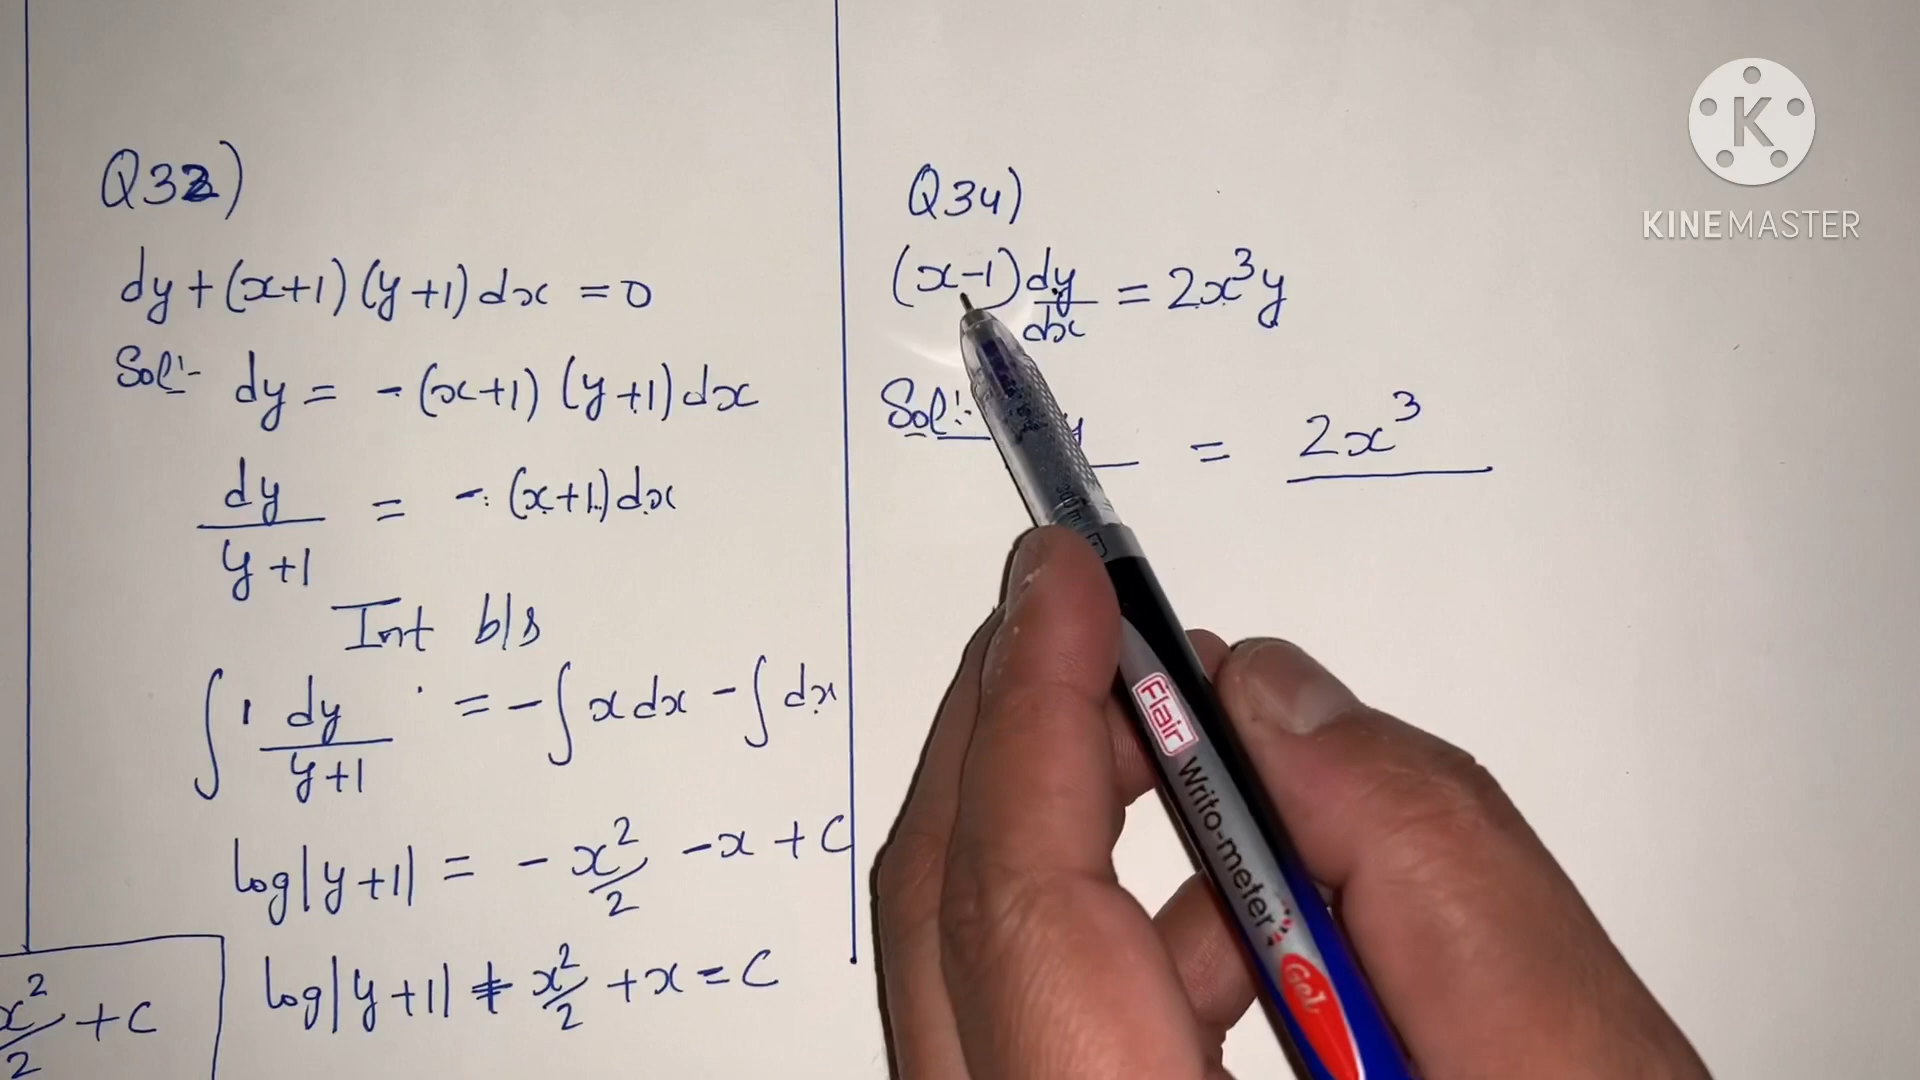 Q32)
dy + (x+1) (y+1) dx = 0
Sol:- dy = - (x+1) (y+1) dx
dy/y+1 = - (x+1) dx
Int b/s
∫ 1 dy/y+1 = - ∫ x dx - ∫ dx
log|y+1| = - x²/2 - x + C
log|y+1| + x²/2 + x = C
x²/2 + C
Q34)
(x-1) dy/dx = 2x³y
Sol:- = 2x³
K
KINEMASTER
Flair
Writo-meter
Gel